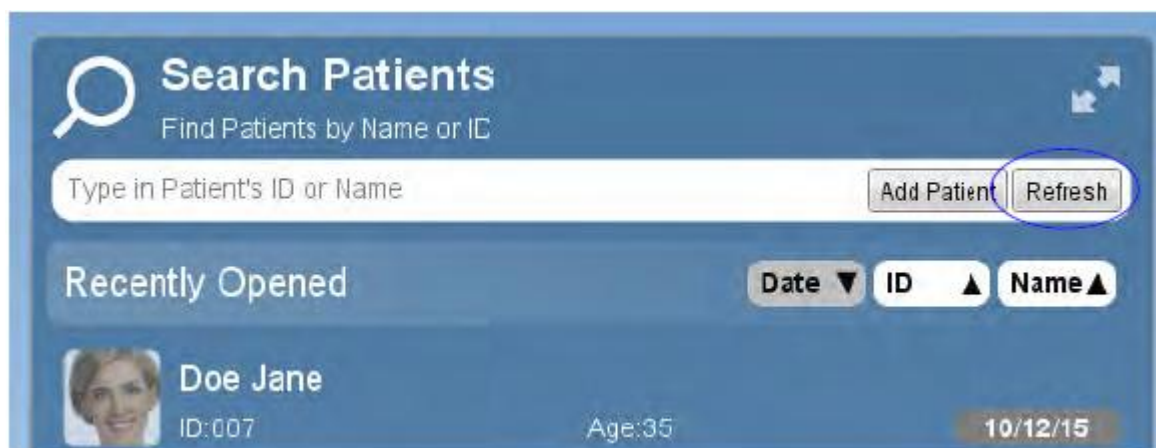 Search Patients
Find Patients by Name or ID
Type in Patient's ID or Name Add Patient Refresh
Recently Opened Date ▼ ID ▲ Name ▲
Doe Jane
ID:007 Age:35 10/12/15